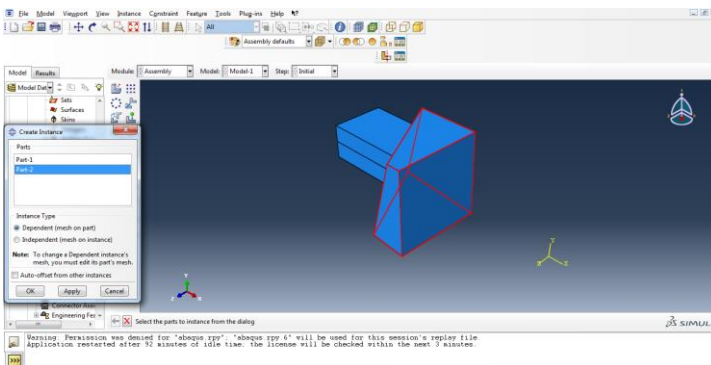 File Model Viewport View Instance Constraint Feature Tools Plug-ins Help
All
Assembly defaults
Model Results
Module: Assembly Model: Model-1 Step: Initial
Model Dat
Sets
Surfaces
Skins
Create Instance
Parts
Part-1
Part-2
Instance Type
Dependent (mesh on part)
Independent (mesh on instance)
Note: To change a Dependent instance's
mesh, you must edit its part's mesh.
Auto-offset from other instances
OK Apply Cancel
Connector Assi
Engineering Fea
Select the parts to instance from the dialog
SIMUL
Warning: Permission was denied for "abaqus.rpy"; "abaqus.rpy.6" will be used for this session's replay file.
Application restarted after 92 minutes of idle time; the license will be checked within the next 3 minutes.